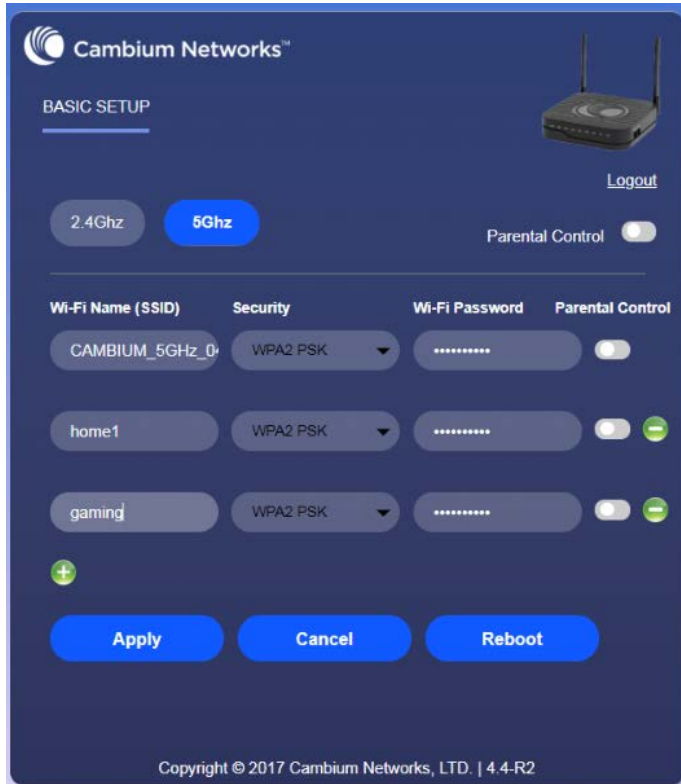 Cambium Networks™
BASIC SETUP
Logout
2.4Ghz 5Ghz Parental Control
Wi-Fi Name (SSID) Security Wi-Fi Password Parental Control
CAMBIUM_5GHz_0 WPA2 PSK ••••••••••
home1 WPA2 PSK ••••••••••
gaming WPA2 PSK ••••••••••
Apply Cancel Reboot
Copyright © 2017 Cambium Networks, LTD. | 4.4-R2